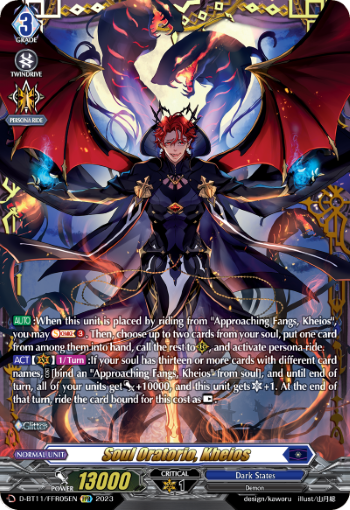 3
GRADE
TWINDRIVE
PERSONA RIDE
AUTO :When this unit is placed by riding from "Approaching Fangs, Kheios",
you may 3. Then, choose up to two cards from your soul, put one card
from among them into hand, call the rest to , and activate persona ride.
ACT 1/Turn :If your soul has thirteen or more cards with different card
names, [bind an "Approaching Fangs, Kheios" from soul], and until end of
turn, all of your units get +10000, and this unit gets +1. At the end of
that turn, ride the card bound for this cost as .
Glitter
NORMAL UNIT
Soul Oratorio, Kheios
POWER 13000
CRITICAL
1
Dark States
Demon
D-BT11/FFR05EN FFR 2023
design/kaworu illust/山月総